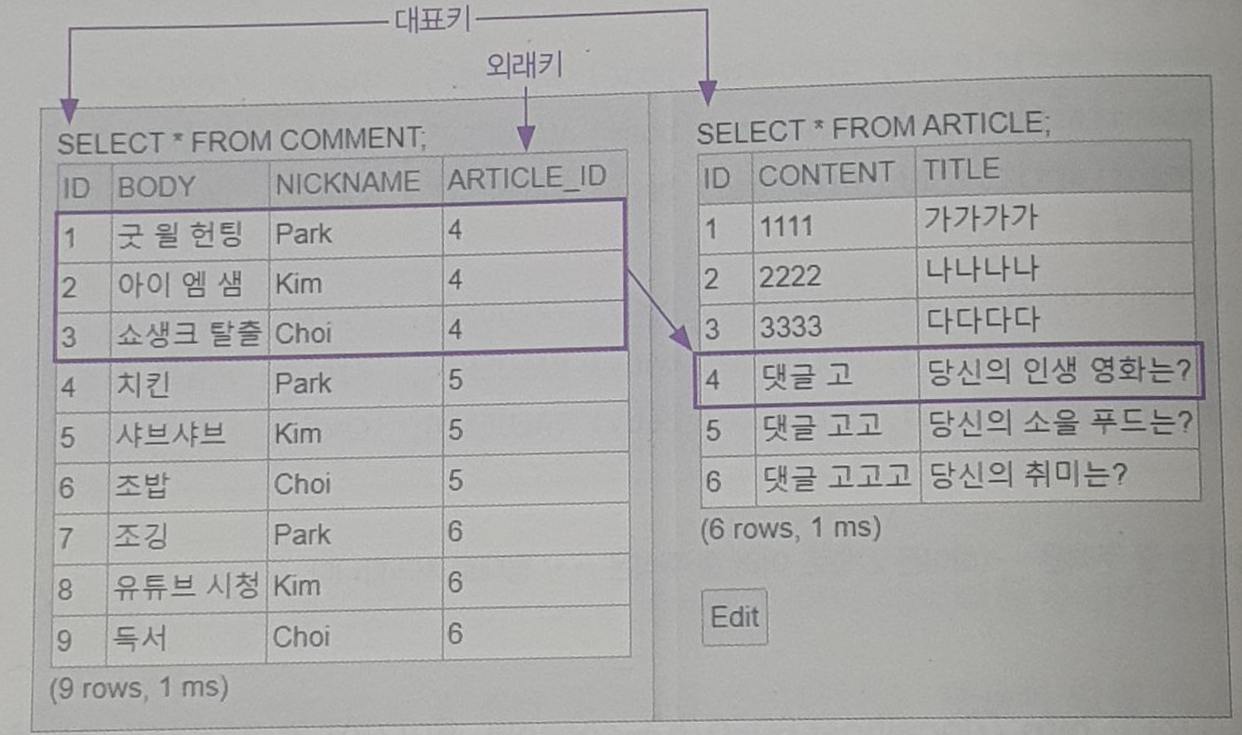 대표키
외래키
SELECT * FROM COMMENT;
ID BODY NICKNAME ARTICLE_ID
1 굿 윌 헌팅 Park 4
2 아이 엠 샘 Kim 4
3 쇼생크 탈출 Choi 4
4 치킨 Park 5
5 샤브샤브 Kim 5
6 초밥 Choi 5
7 조깅 Park 6
8 유튜브 시청 Kim 6
9 독서 Choi 6
(9 rows, 1 ms)
SELECT * FROM ARTICLE;
ID CONTENT TITLE
1 1111 가가가가
2 2222 나나나나
3 3333 다다다다
4 댓글 고 당신의 인생 영화는?
5 댓글 고고 당신의 소울 푸드는?
6 댓글 고고고 당신의 취미는?
(6 rows, 1 ms)
Edit